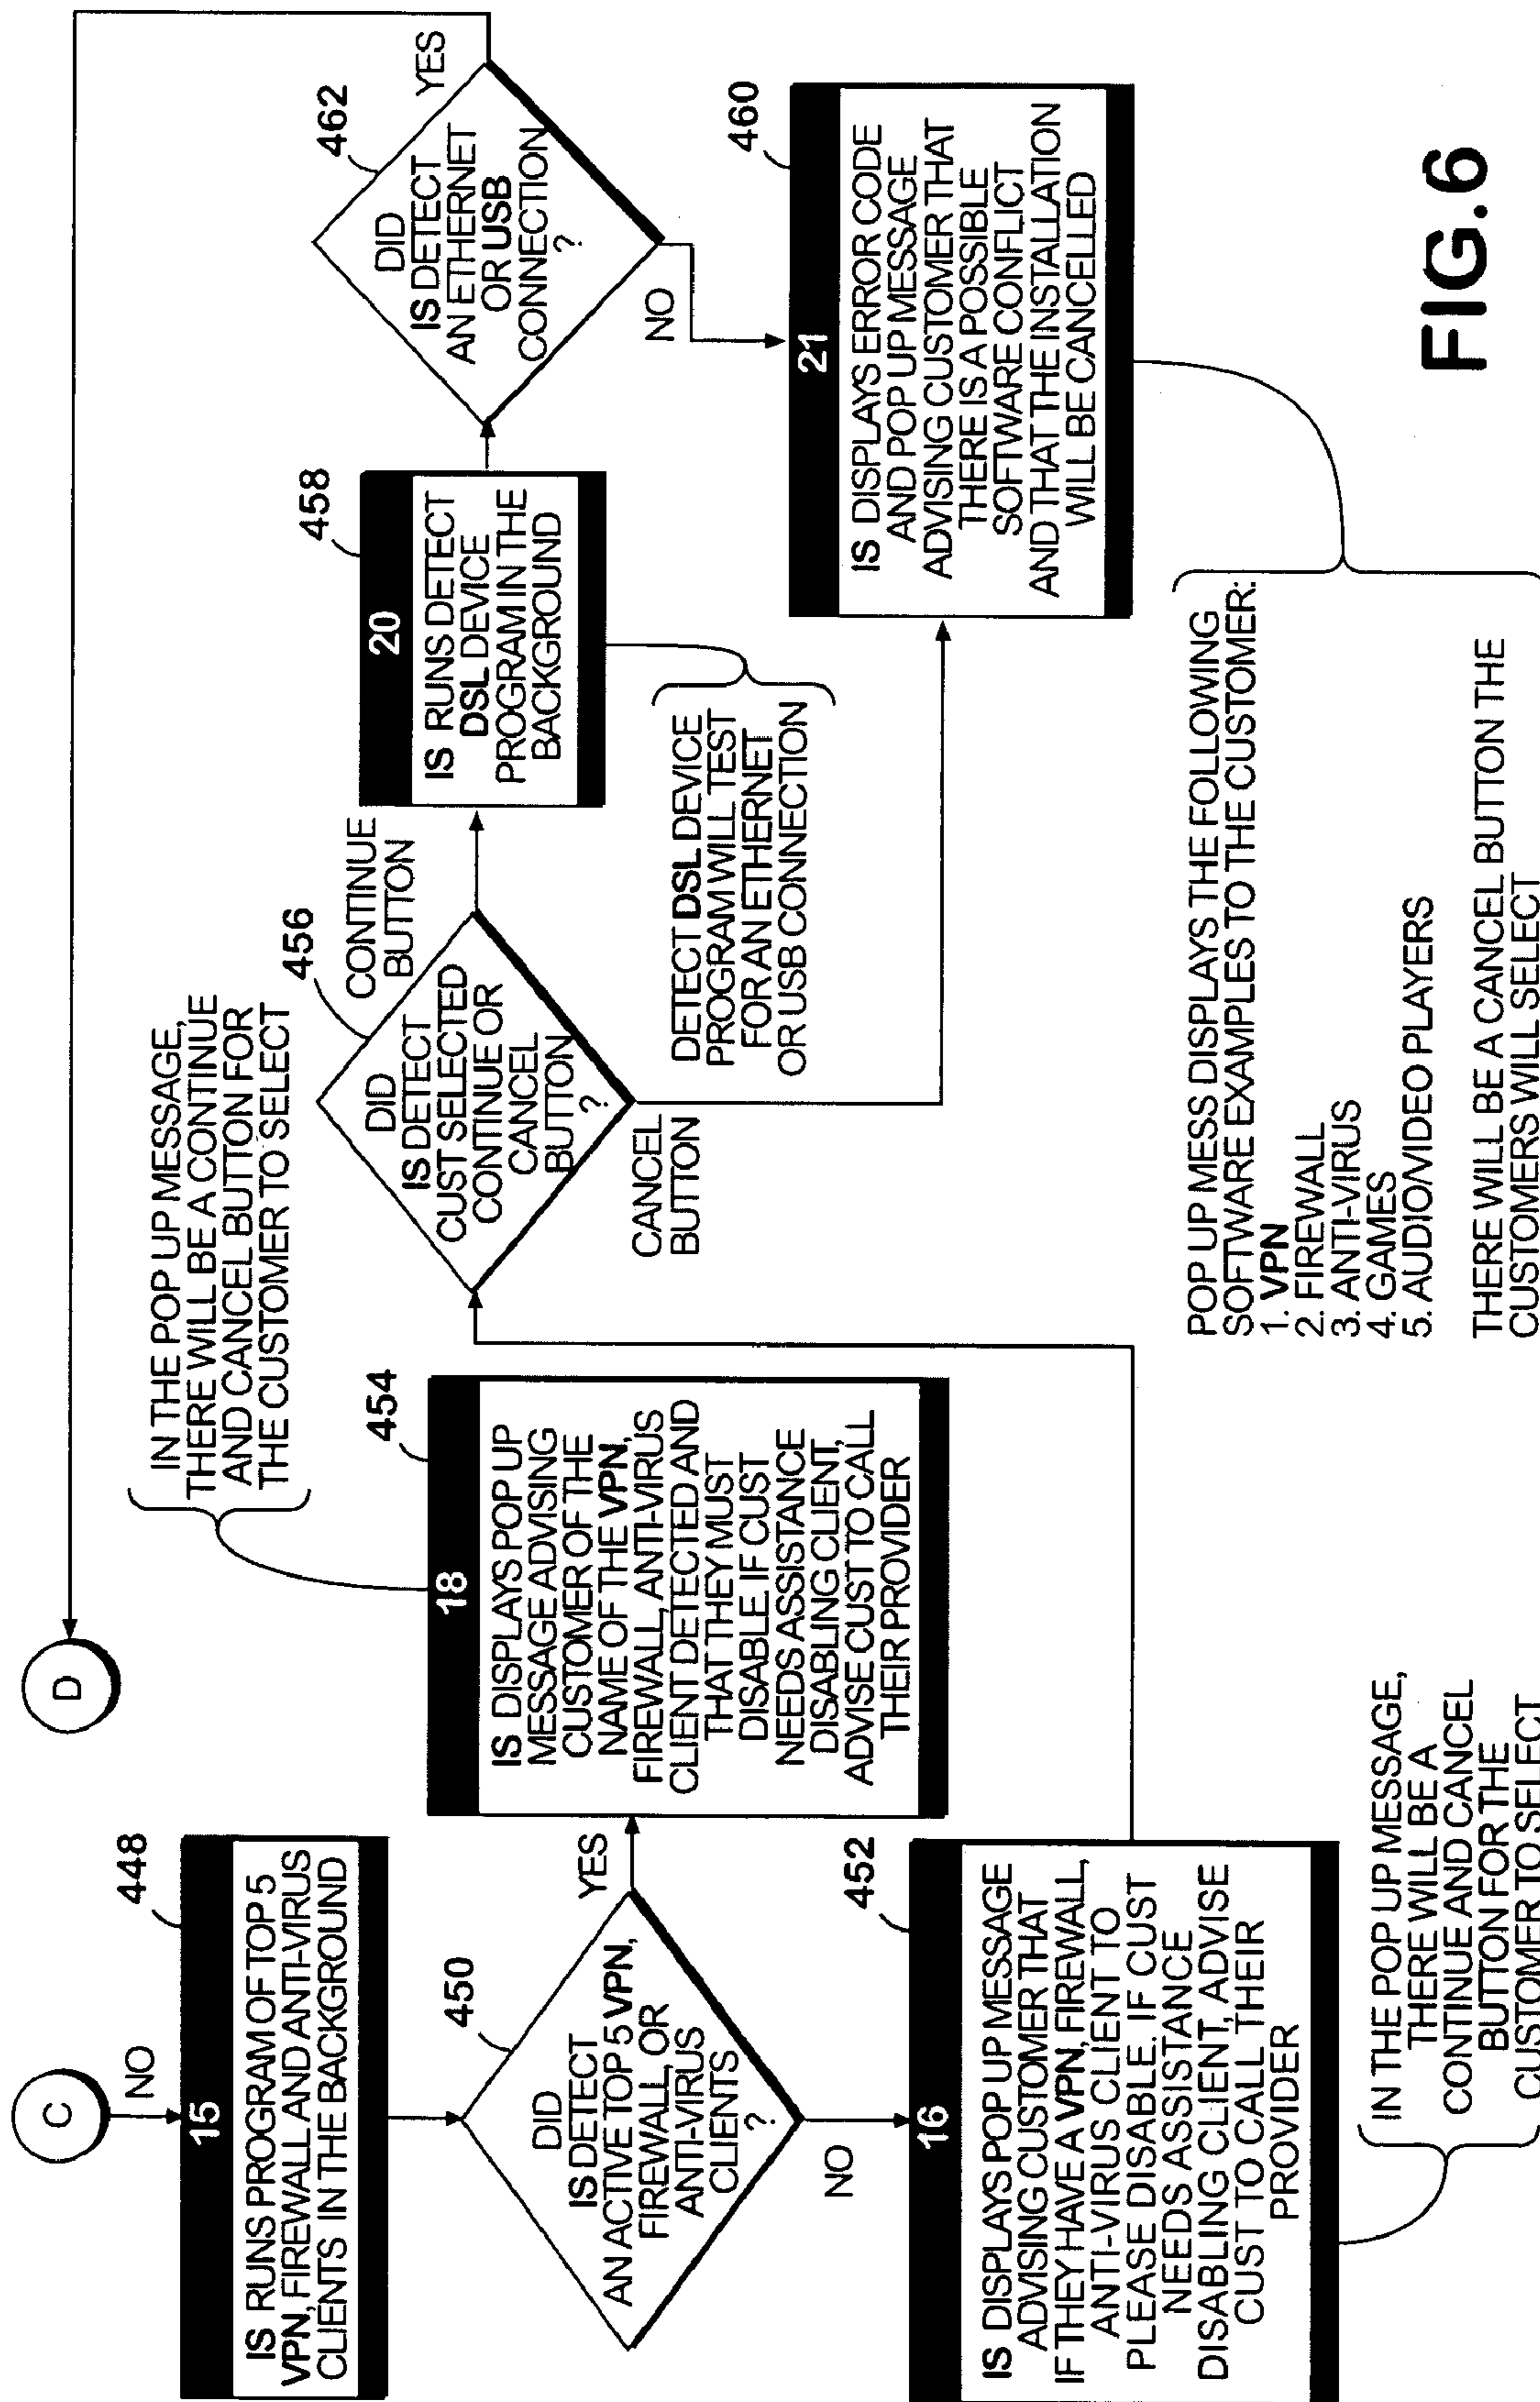 C
NO
448
15
IS RUNS PROGRAM OF TOP 5
VPN, FIREWALL AND ANTI-VIRUS
CLIENTS IN THE BACKGROUND
450
DID
IS DETECT
AN ACTIVE TOP 5 VPN,
FIREWALL, OR
ANTI-VIRUS
CLIENTS
?
YES
NO
452
16
IS DISPLAYS POP UP MESSAGE
ADVISING CUSTOMER THAT
IF THEY HAVE A VPN, FIREWALL,
ANTI-VIRUS CLIENT TO
PLEASE DISABLE. IF CUST
NEEDS ASSISTANCE
DISABLING CLIENT, ADVISE
CUST TO CALL THEIR
PROVIDER
IN THE POP UP MESSAGE,
THERE WILL BE A
CONTINUE AND CANCEL
BUTTON FOR THE
CUSTOMER TO SELECT
D
IN THE POP UP MESSAGE,
THERE WILL BE A CONTINUE
AND CANCEL BUTTON FOR
THE CUSTOMER TO SELECT
454
18
IS DISPLAYS POP UP
MESSAGE ADVISING
CUSTOMER OF THE
NAME OF THE VPN,
FIREWALL, ANTI-VIRUS
CLIENT DETECTED AND
THAT THEY MUST
DISABLE. IF CUST
NEEDS ASSISTANCE
DISABLING CLIENT,
ADVISE CUST TO CALL
THEIR PROVIDER
456
DID
IS DETECT
CUST SELECTED
CONTINUE OR
CANCEL
BUTTON
?
CONTINUE
BUTTON
CANCEL
BUTTON
458
20
IS RUNS DETECT
DSL DEVICE
PROGRAM IN THE
BACKGROUND
DETECT DSL DEVICE
PROGRAM WILL TEST
FOR AN ETHERNET
OR USB CONNECTION
462
DID
IS DETECT
AN ETHERNET
OR USB
CONNECTION
?
YES
NO
460
21
IS DISPLAYS ERROR CODE
AND POP UP MESSAGE
ADVISING CUSTOMER THAT
THERE IS A POSSIBLE
SOFTWARE CONFLICT
AND THAT THE INSTALLATION
WILL BE CANCELLED
POP UP MESS DISPLAYS THE FOLLOWING
SOFTWARE EXAMPLES TO THE CUSTOMER:
1. VPN
2. FIREWALL
3. ANTI-VIRUS
4. GAMES
5. AUDIO/VIDEO PLAYERS
THERE WILL BE A CANCEL BUTTON THE
CUSTOMERS WILL SELECT
FIG.6